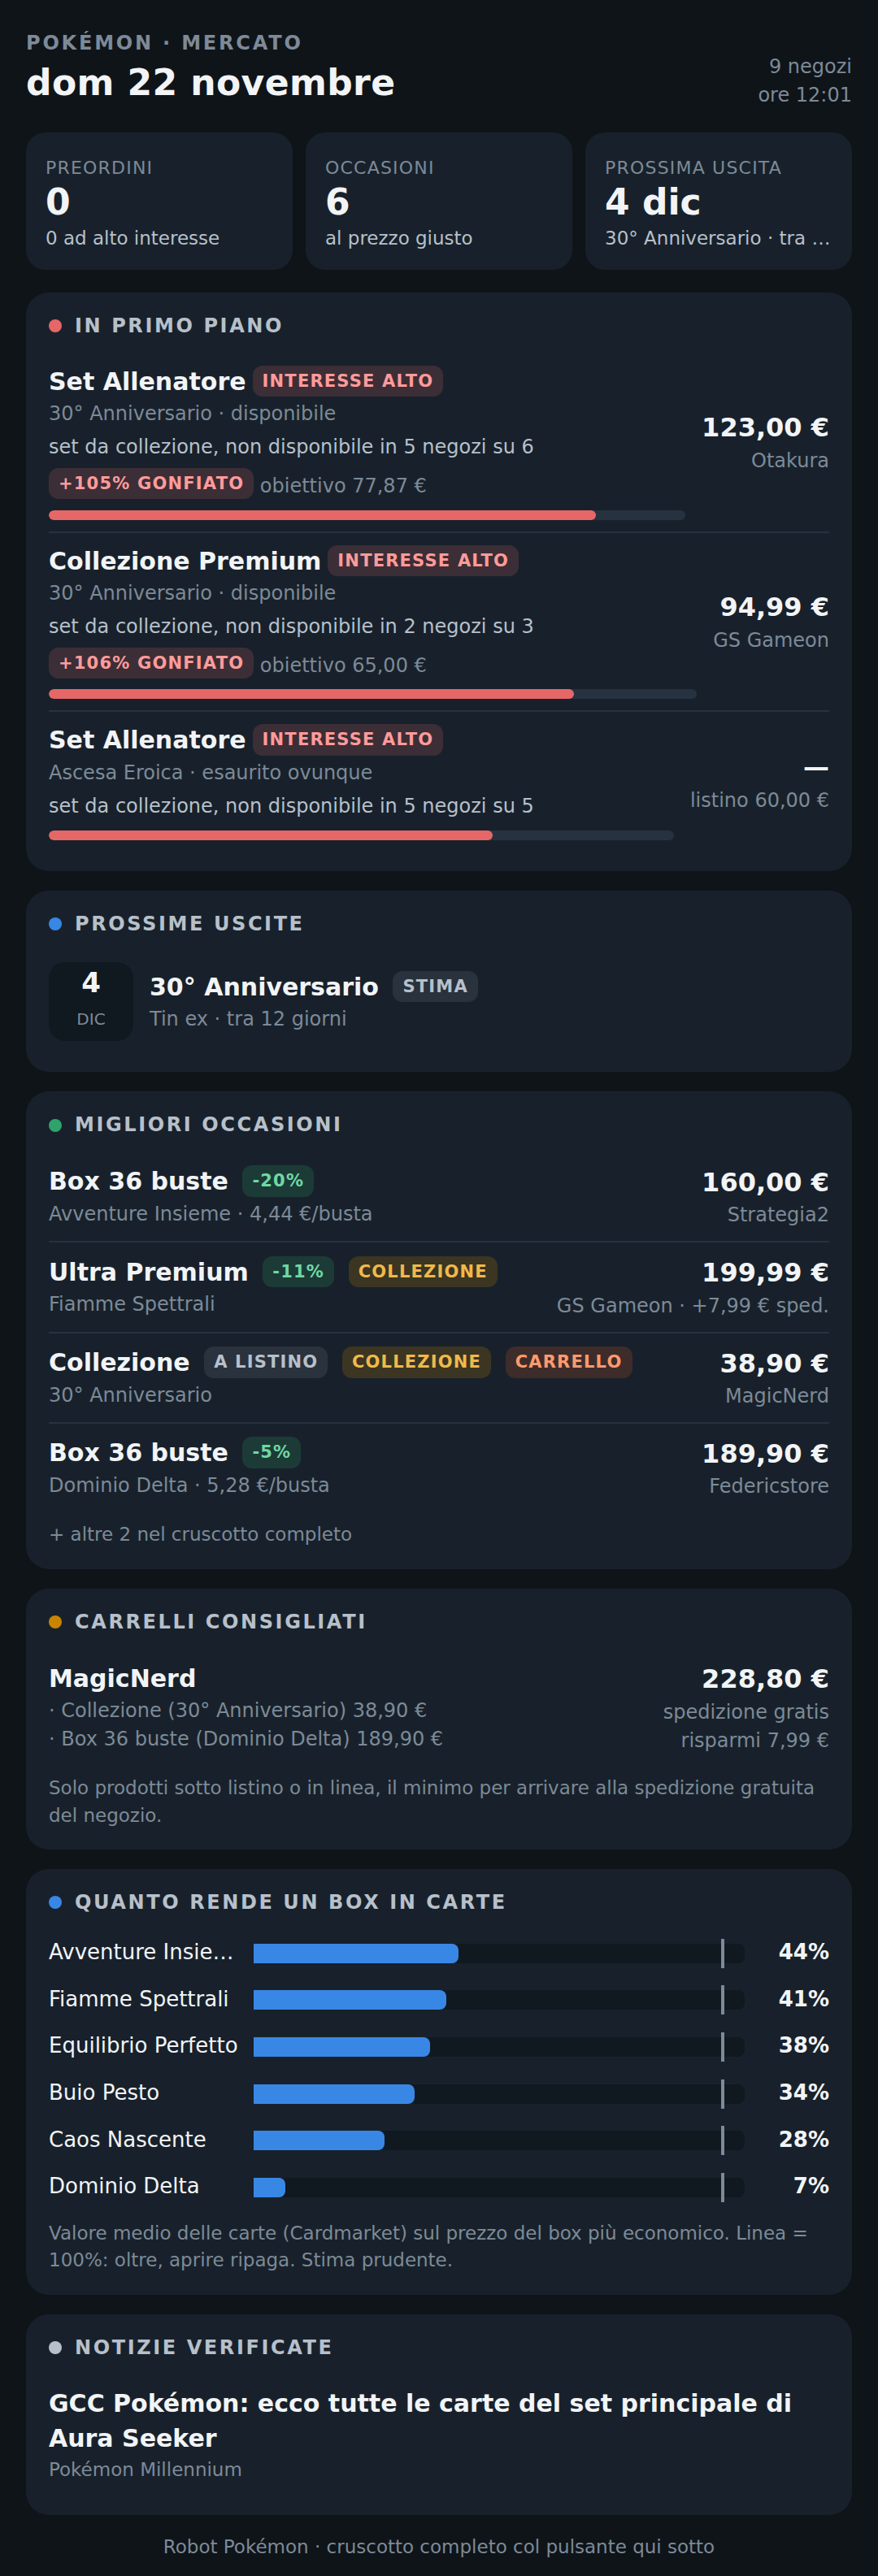 POKÉMON · MERCATO
dom 22 novembre
9 negozi
ore 12:01
PREORDINI
0
0 ad alto interesse
OCCASIONI
6
al prezzo giusto
PROSSIMA USCITA
4 dic
30° Anniversario · tra …
IN PRIMO PIANO
Set Allenatore INTERESSE ALTO
30° Anniversario · disponibile
set da collezione, non disponibile in 5 negozi su 6
+105% GONFIATO obiettivo 77,87 €
123,00 €
Otakura
Collezione Premium INTERESSE ALTO
30° Anniversario · disponibile
set da collezione, non disponibile in 2 negozi su 3
+106% GONFIATO obiettivo 65,00 €
94,99 €
GS Gameon
Set Allenatore INTERESSE ALTO
Ascesa Eroica · esaurito ovunque
set da collezione, non disponibile in 5 negozi su 5
—
listino 60,00 €
PROSSIME USCITE
4
DIC
30° Anniversario STIMA
Tin ex · tra 12 giorni
MIGLIORI OCCASIONI
Box 36 buste -20%
Avventure Insieme · 4,44 €/busta
160,00 €
Strategia2
Ultra Premium -11% COLLEZIONE
Fiamme Spettrali
199,99 €
GS Gameon · +7,99 € sped.
Collezione A LISTINO COLLEZIONE CARRELLO
30° Anniversario
38,90 €
MagicNerd
Box 36 buste -5%
Dominio Delta · 5,28 €/busta
189,90 €
Federicstore
+ altre 2 nel cruscotto completo
CARRELLI CONSIGLIATI
MagicNerd
· Collezione (30° Anniversario) 38,90 €
· Box 36 buste (Dominio Delta) 189,90 €
228,80 €
spedizione gratis
risparmi 7,99 €
Solo prodotti sotto listino o in linea, il minimo per arrivare alla spedizione gratuita
del negozio.
QUANTO RENDE UN BOX IN CARTE
Avventure Insie… 44%
Fiamme Spettrali 41%
Equilibrio Perfetto 38%
Buio Pesto 34%
Caos Nascente 28%
Dominio Delta 7%
Valore medio delle carte (Cardmarket) sul prezzo del box più economico. Linea =
100%: oltre, aprire ripaga. Stima prudente.
NOTIZIE VERIFICATE
GCC Pokémon: ecco tutte le carte del set principale di
Aura Seeker
Pokémon Millennium
Robot Pokémon · cruscotto completo col pulsante qui sotto